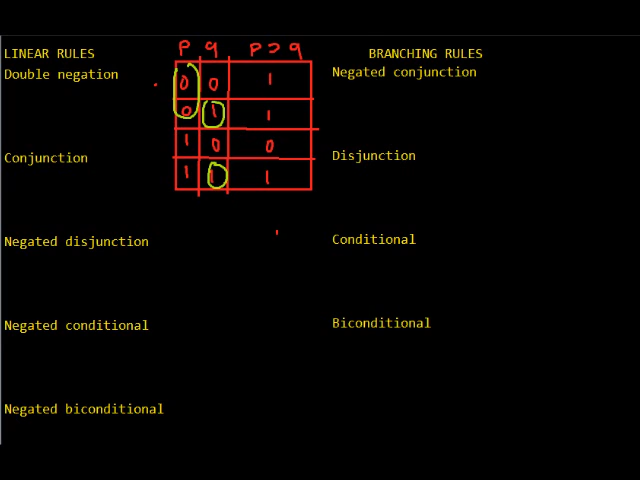 LINEAR RULES
Double negation
Conjunction
Negated disjunction
Negated conditional
Negated biconditional
P q P ⊃ q
0 0 1
0 1 1
1 0 0
1 1 1
BRANCHING RULES
Negated conjunction
Disjunction
Conditional
Biconditional